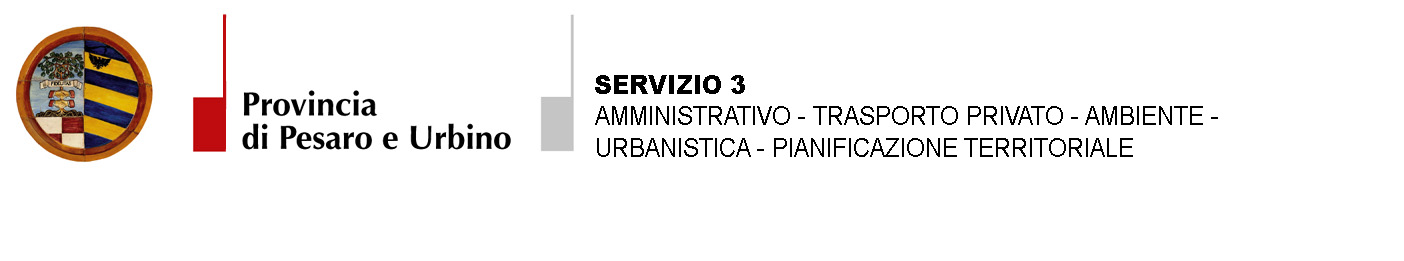 Provincia
di Pesaro e Urbino
SERVIZIO 3
AMMINISTRATIVO - TRASPORTO PRIVATO - AMBIENTE -
URBANISTICA - PIANIFICAZIONE TERRITORIALE